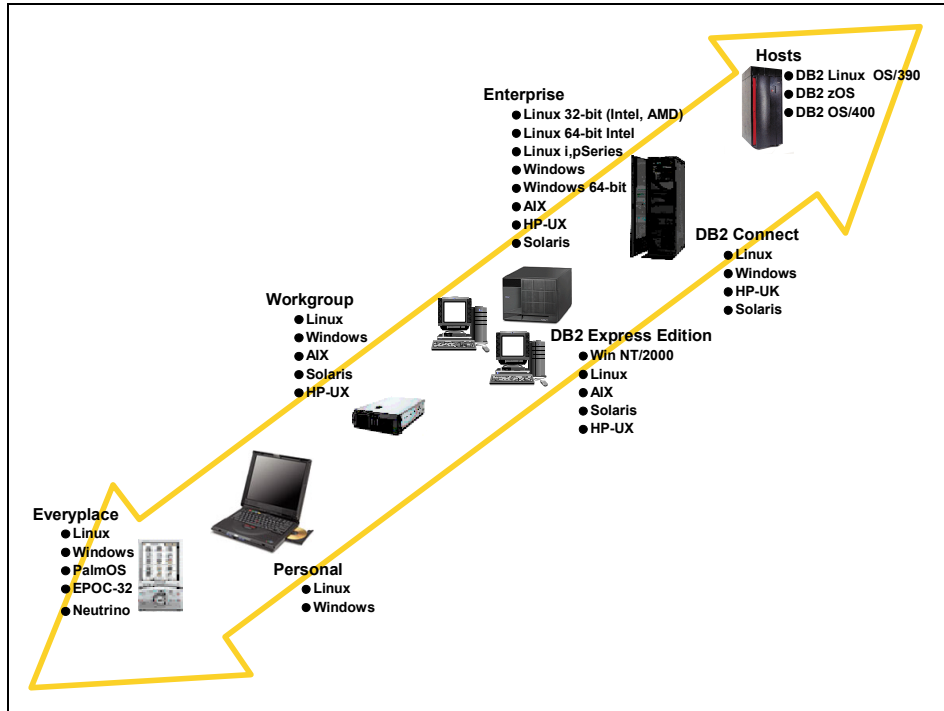 Hosts
● DB2 Linux OS/390
● DB2 zOS
● DB2 OS/400
Enterprise
● Linux 32-bit (Intel, AMD)
● Linux 64-bit Intel
● Linux i,pSeries
● Windows
● Windows 64-bit
● AIX
● HP-UX
● Solaris
DB2 Connect
● Linux
● Windows
● HP-UK
● Solaris
Workgroup
● Linux
● Windows
● AIX
● Solaris
● HP-UX
DB2 Express Edition
● Win NT/2000
● Linux
● AIX
● Solaris
● HP-UX
Everyplace
● Linux
● Windows
● PalmOS
● EPOC-32
● Neutrino
Personal
● Linux
● Windows